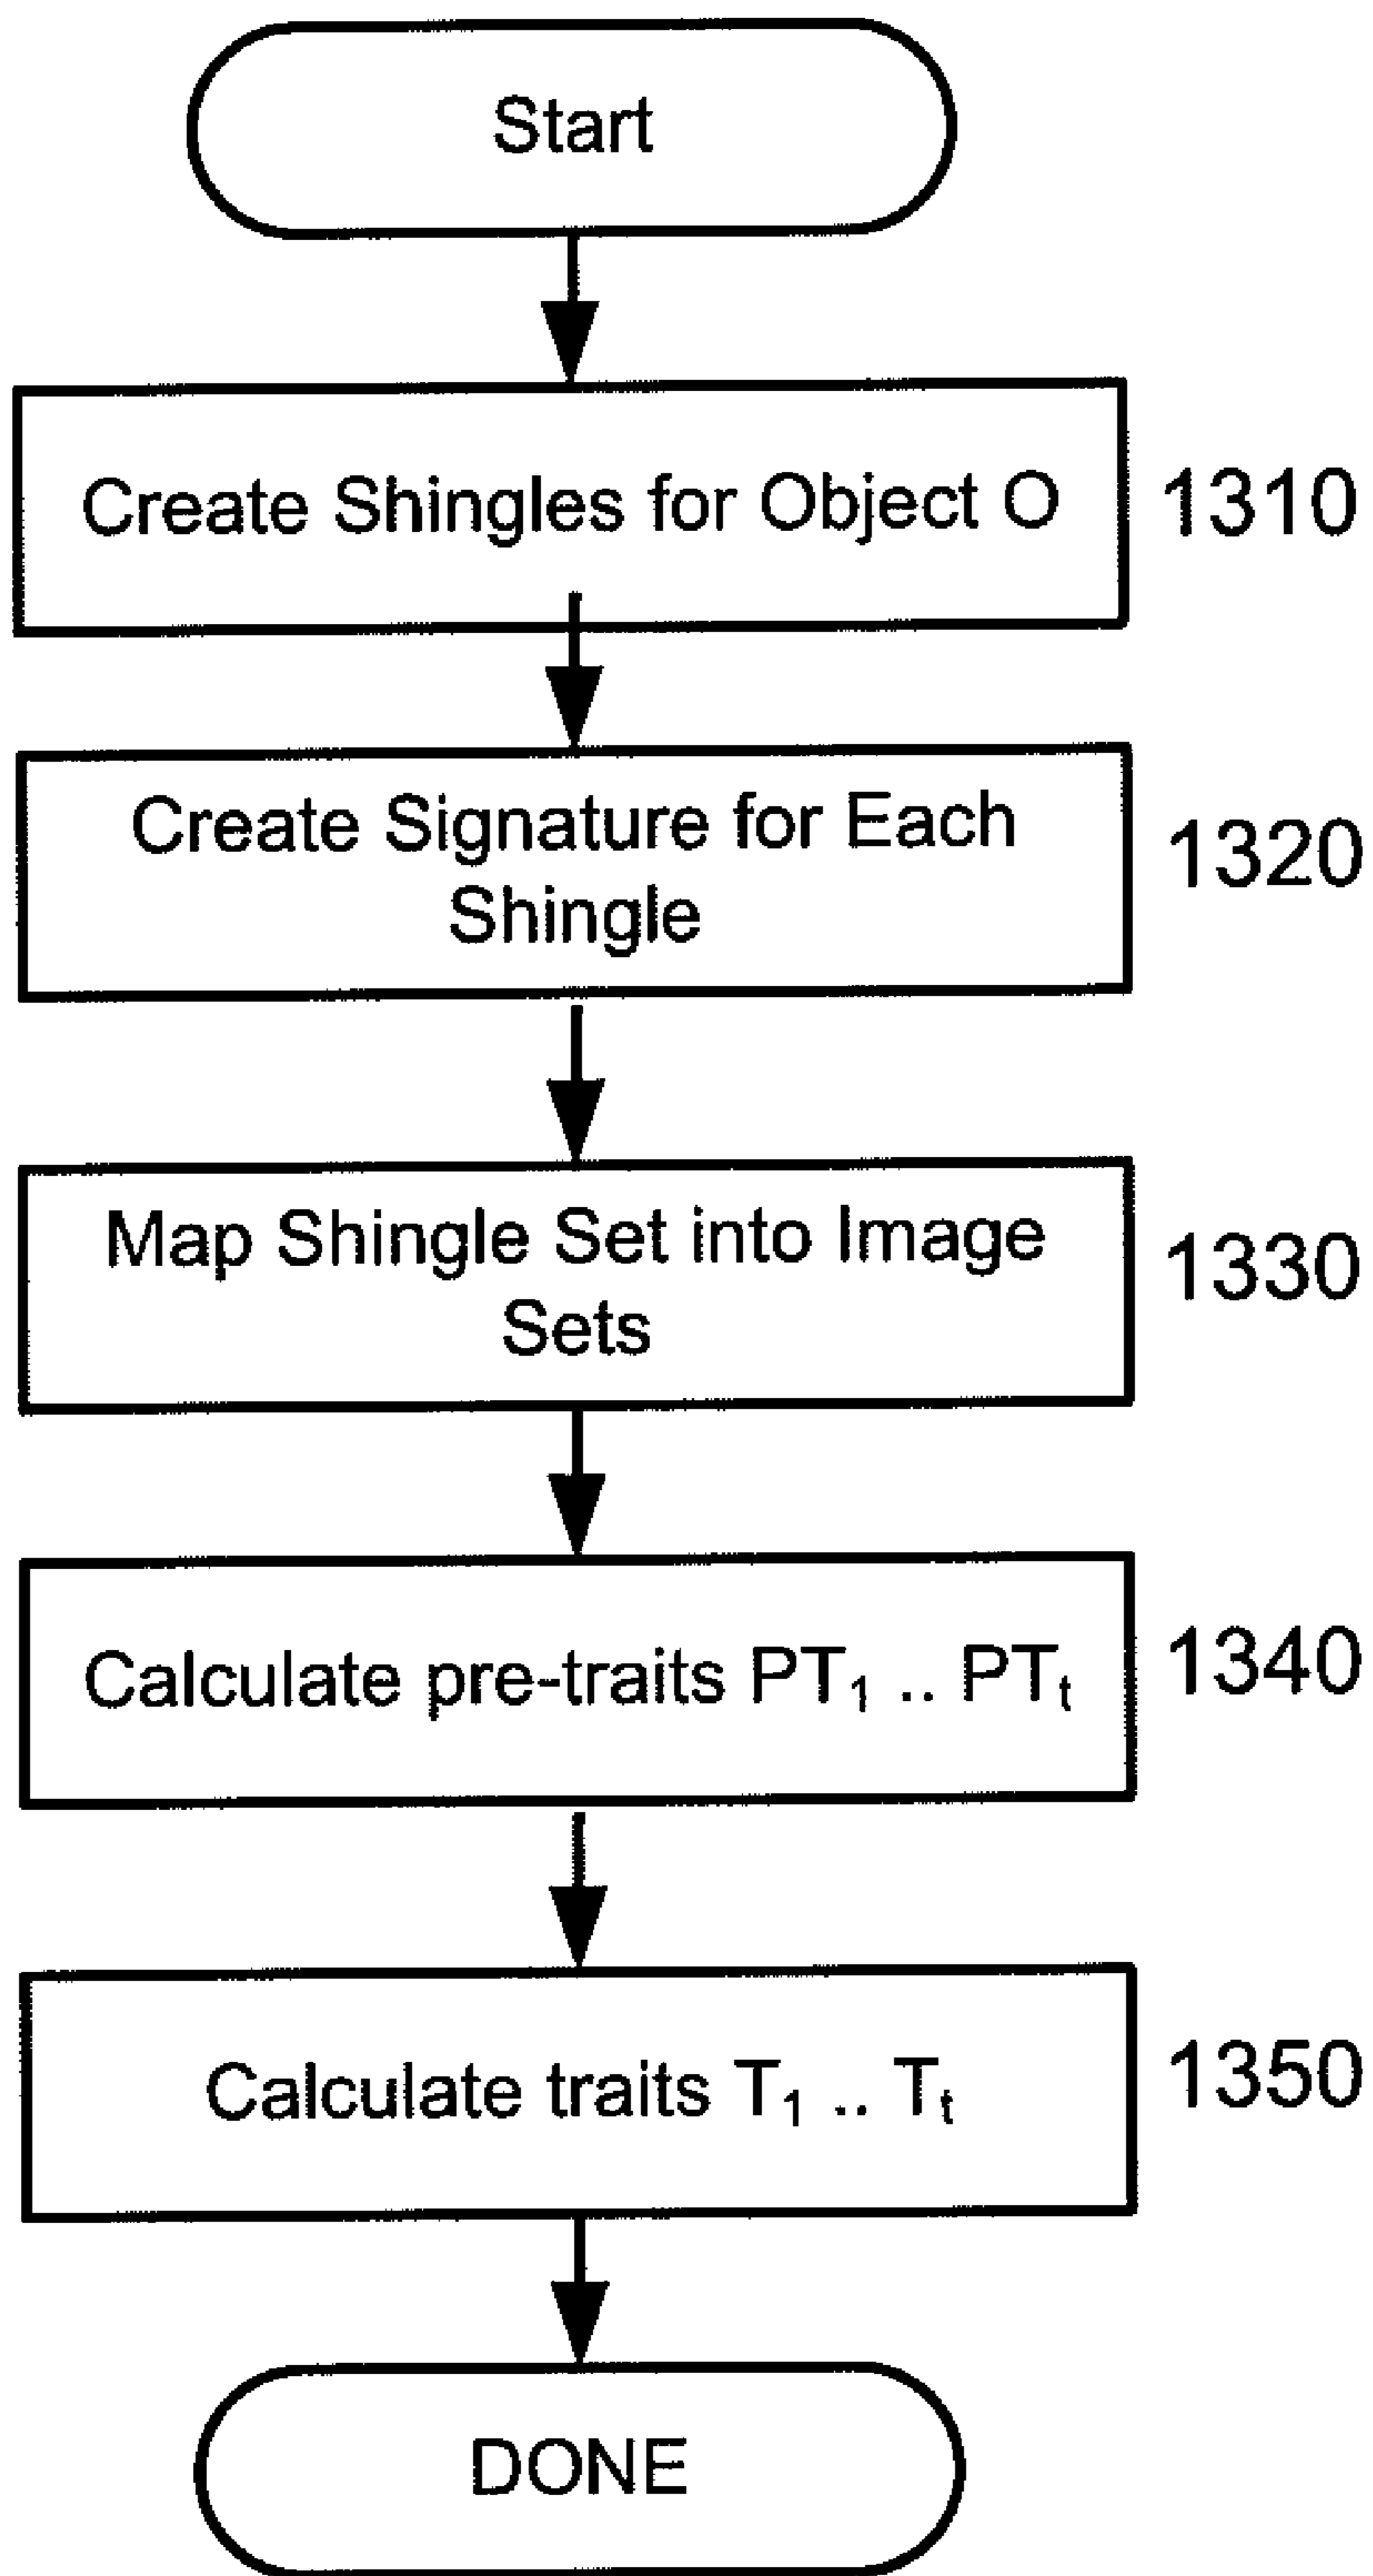 Start
Create Shingles for Object O
1310
Create Signature for Each
Shingle
1320
Map Shingle Set into Image
Sets
1330
Calculate pre-traits PT₁ .. PTₜ
1340
Calculate traits T₁ .. Tₜ
1350
DONE